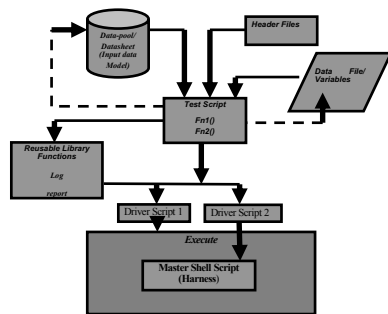 Data-pool/
Datasheet
(Input data
Model)
Header Files
Data File/
Variables
Test Script
Fn1()
Fn2()
Reusable Library
Functions
Log
report
Driver Script 1
Driver Script 2
Execute
Master Shell Script
(Harness)